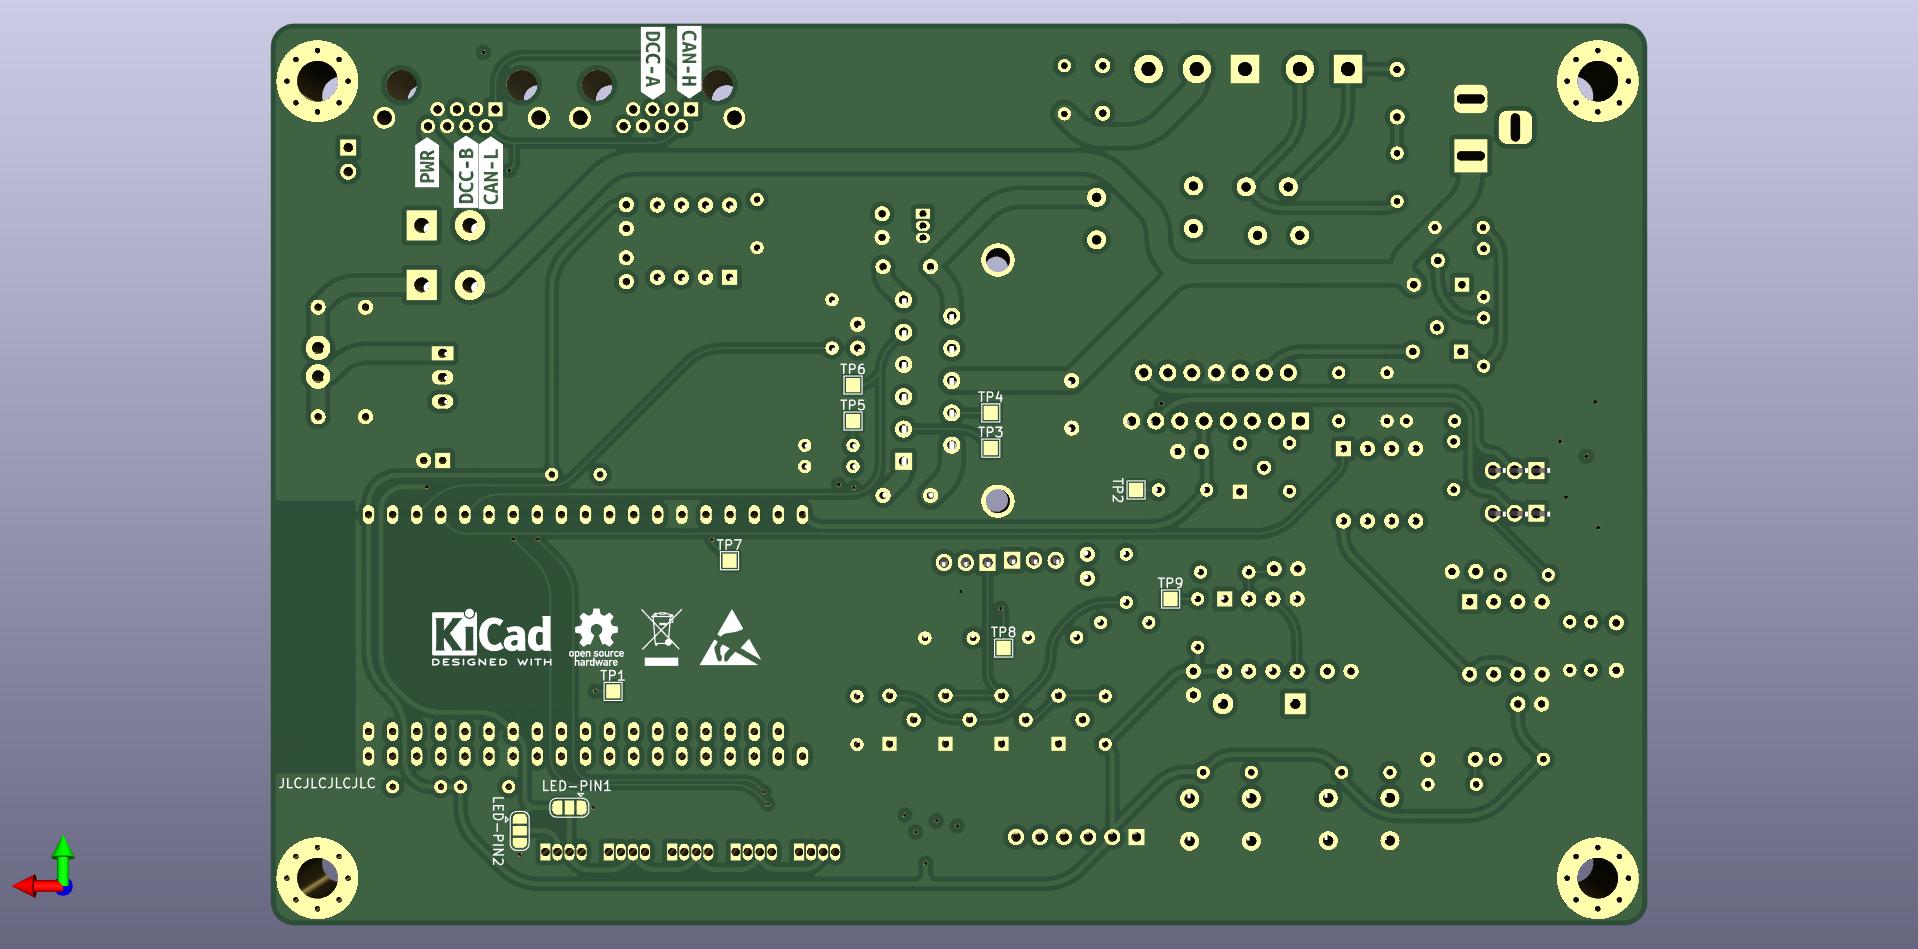 DCC-A
CAN-H
PWR
DCC-B
CAN-L
TP6
TP5
TP4
TP3
TP2
TP7
TP9
TP8
KiCad
DESIGNED WITH
open source
hardware
TP1
JLCJLCJLCJLC
LED-PIN1
LED-PIN2